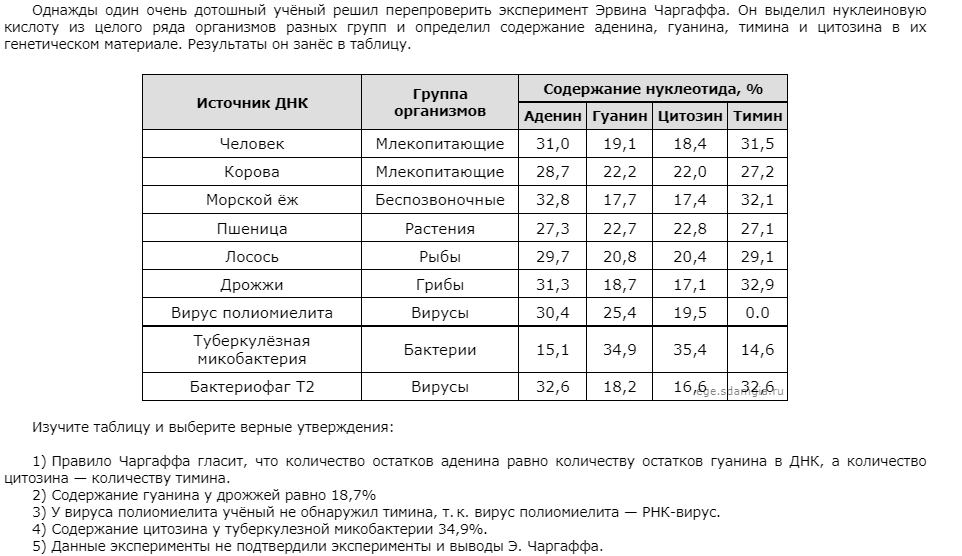 Однажды один очень дотошный учёный решил перепроверить эксперимент Эрвина Чаргаффа. Он выделил нуклеиновую
кислоту из целого ряда организмов разных групп и определил содержание аденина, гуанина, тимина и цитозина в их
генетическом материале. Результаты он занёс в таблицу.
Источник ДНК Группа организмов Содержание нуклеотида, %
Аденин Гуанин Цитозин Тимин
Человек Млекопитающие 31,0 19,1 18,4 31,5
Корова Млекопитающие 28,7 22,2 22,0 27,2
Морской ёж Беспозвоночные 32,8 17,7 17,4 32,1
Пшеница Растения 27,3 22,7 22,8 27,1
Лосось Рыбы 29,7 20,8 20,4 29,1
Дрожжи Грибы 31,3 18,7 17,1 32,9
Вирус полиомиелита Вирусы 30,4 25,4 19,5 0.0
Туберкулёзная
микобактерия Бактерии 15,1 34,9 35,4 14,6
Бактериофаг Т2 Вирусы 32,6 18,2 16,6 32,6
ege.sdamgia.ru
Изучите таблицу и выберите верные утверждения:
1) Правило Чаргаффа гласит, что количество остатков аденина равно количеству остатков гуанина в ДНК, а количество
цитозина — количеству тимина.
2) Содержание гуанина у дрожжей равно 18,7%
3) У вируса полиомиелита учёный не обнаружил тимина, т. к. вирус полиомиелита — РНК-вирус.
4) Содержание цитозина у туберкулезной микобактерии 34,9%.
5) Данные эксперименты не подтвердили эксперименты и выводы Э. Чаргаффа.